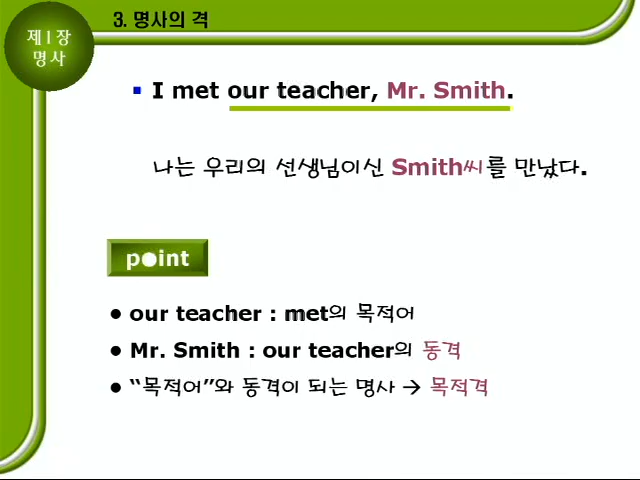 3. 명사의 격
제 1 장
명사
I met our teacher, Mr. Smith.
나는 우리의 선생님이신 Smith씨를 만났다.
point
● our teacher : met의 목적어
● Mr. Smith : our teacher의 동격
● “목적어”와 동격이 되는 명사 → 목적격